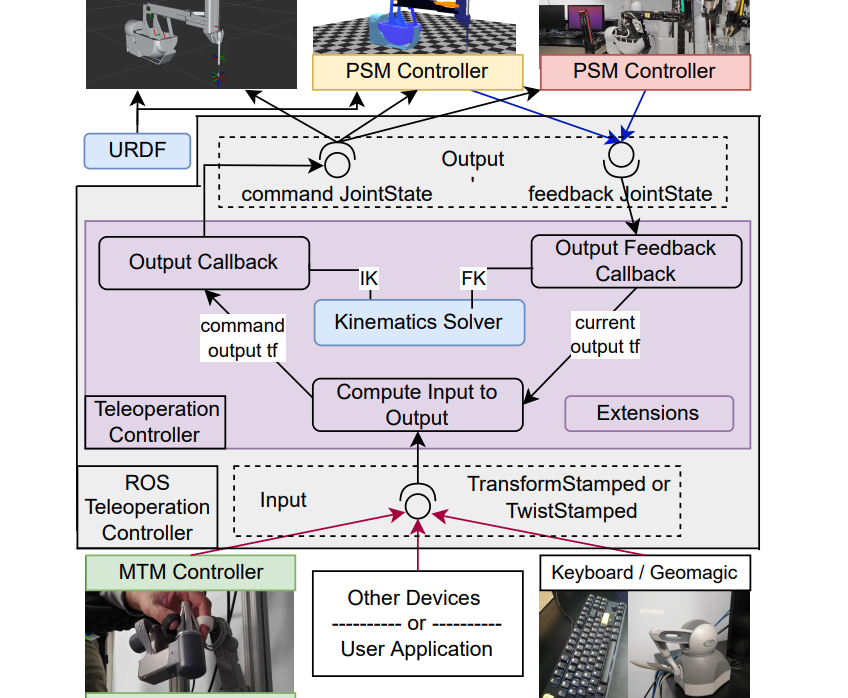 PSM Controller
PSM Controller
URDF
Output
'
command JointState
feedback JointState
Output Callback
Output Feedback
Callback
IK
FK
Kinematics Solver
command
output tf
current
output tf
Compute Input to
Output
Teleoperation
Controller
Extensions
ROS
Teleoperation
Controller
Input
TransformStamped or
TwistStamped
MTM Controller
Other Devices
---------- or ----------
User Application
Keyboard / Geomagic